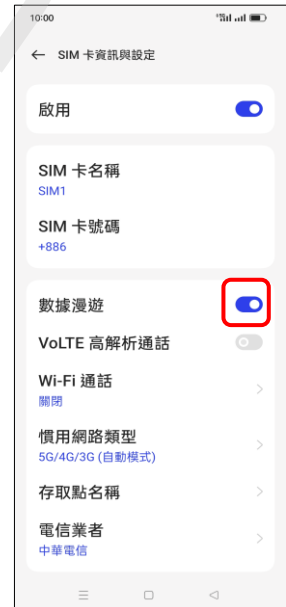 10:00
← SIM 卡資訊與設定
啟用
SIM 卡名稱
SIM1
SIM 卡號碼
+886
數據漫遊
VoLTE 高解析通話
Wi-Fi 通話
關閉
慣用網路類型
5G/4G/3G (自動模式)
存取點名稱
電信業者
中華電信